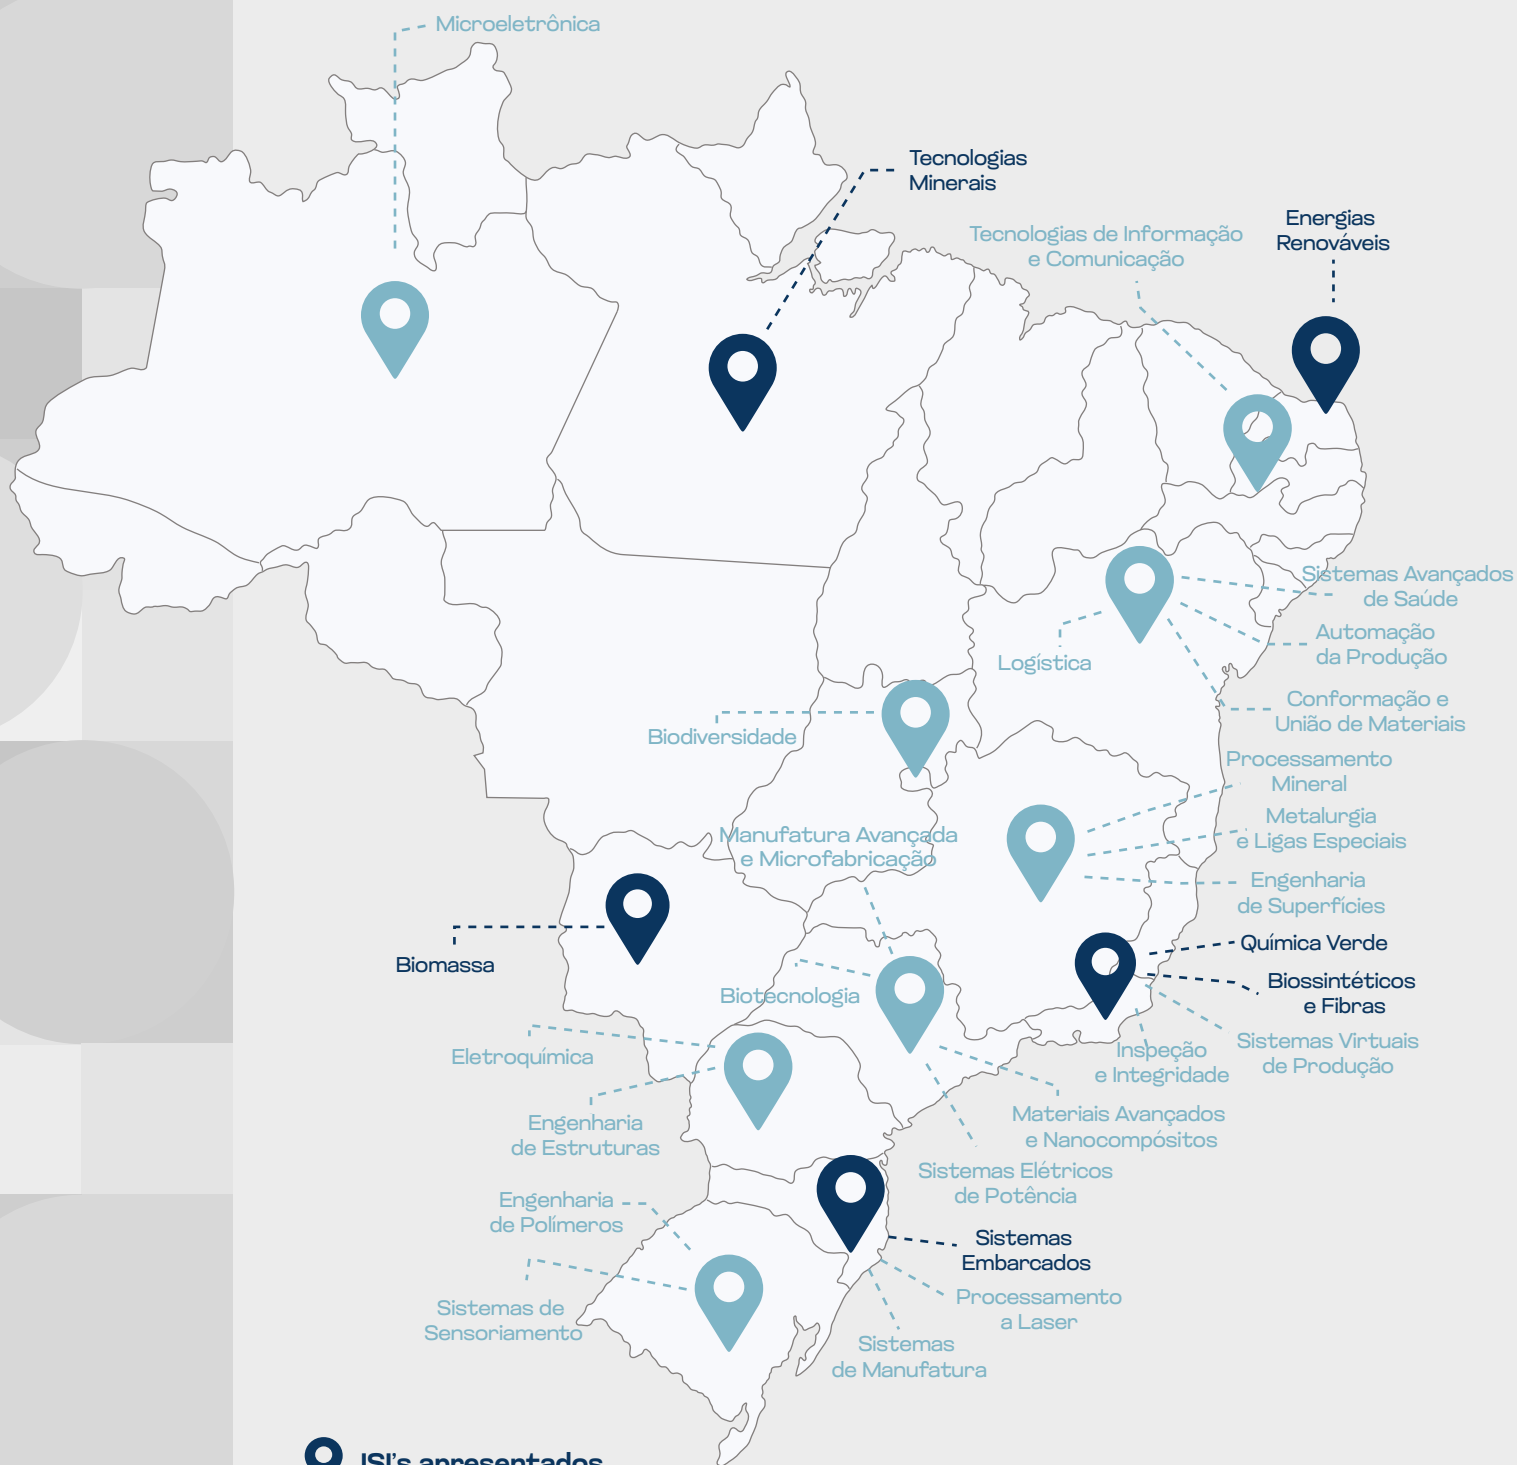 Microeletrônica
Tecnologias
Minerais
Tecnologias de Informação
e Comunicação
Energias
Renováveis
Sistemas Avançados
de Saúde
Automação
da Produção
Logística
Conformação e
União de Materiais
Biodiversidade
Processamento
Mineral
Metalurgia
e Ligas Especiais
Manufatura Avançada
e Microfabricação
Engenharia
de Superfícies
Química Verde
Biomassa
Biossintéticos
e Fibras
Biotecnologia
Sistemas Virtuais
de Produção
Eletroquímica
Inspeção
e Integridade
Engenharia
de Estruturas
Materiais Avançados
e Nanocompósitos
Sistemas Elétricos
de Potência
Engenharia
de Polímeros
Sistemas
Embarcados
Processamento
a Laser
Sistemas de
Sensoriamento
Sistemas
de Manufatura
ISI's apresentados